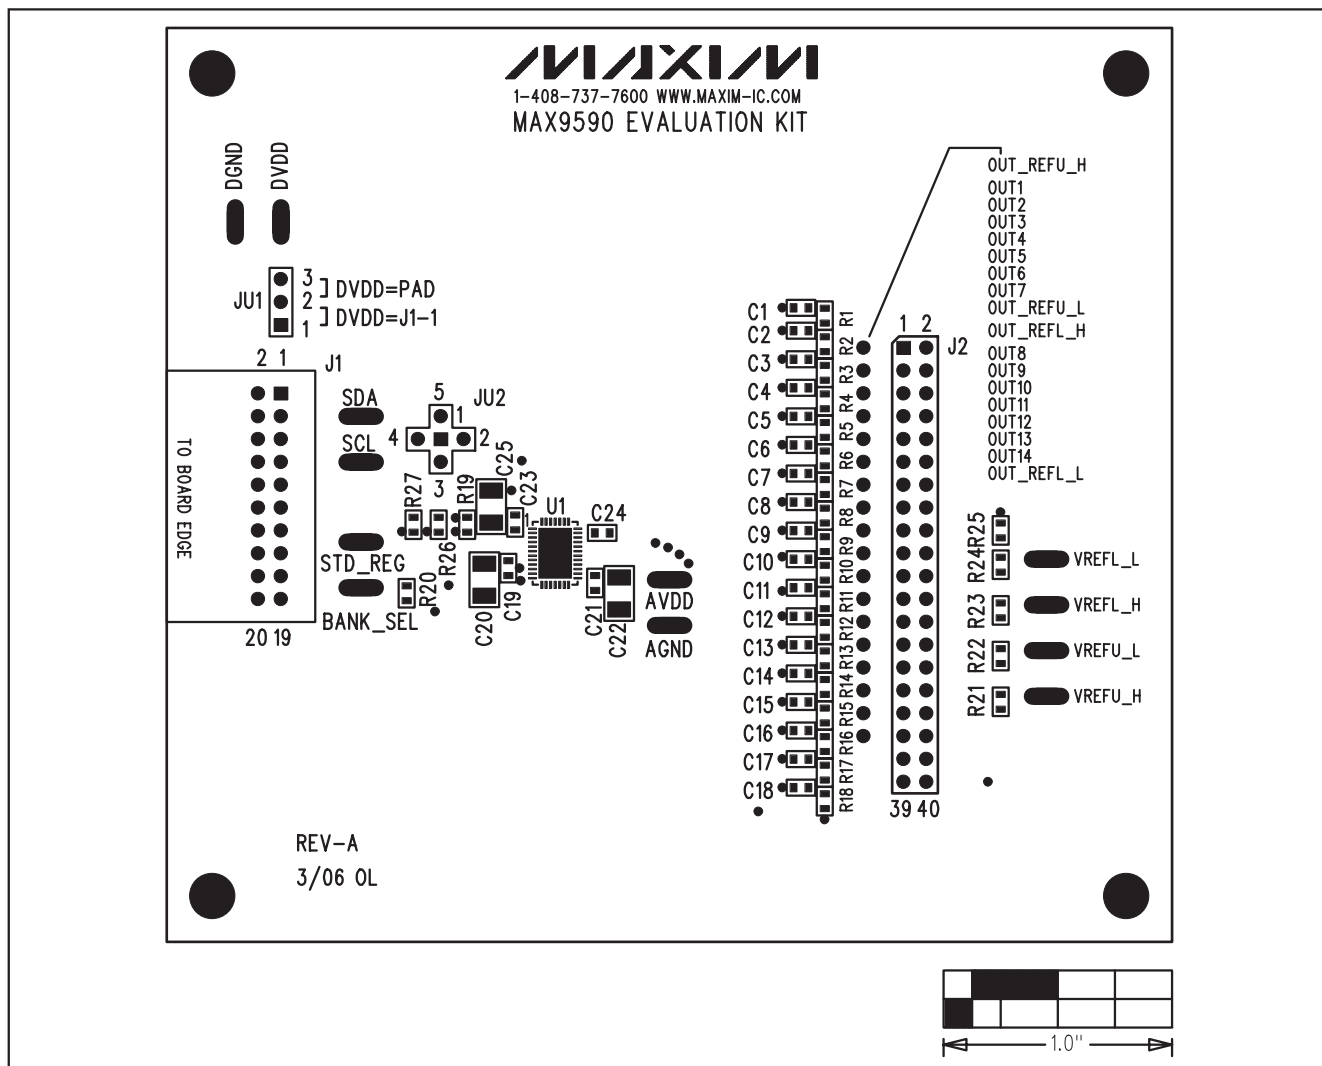 MAXIM
1-408-737-7600 WWW.MAXIM-IC.COM
MAX9590 EVALUATION KIT
DGND
DVDD
OUT_REFU_H
OUT1
OUT2
OUT3
OUT4
OUT5
OUT6
OUT7
OUT_REFU_L
OUT_REFL_H
OUT8
OUT9
OUT10
OUT11
OUT12
OUT13
OUT14
OUT_REFL_L
JU1
3
2
1
] DVDD=PAD
] DVDD=J1-1
2 1
J1
TO BOARD EDGE
20 19
SDA
SCL
STD_REG
BANK_SEL
5
JU2
1
4
2
3
R27
R26
R19
C25
C23
1
U1
C24
R20
C20
C19
C21
C22
AVDD
AGND
C1
C2
C3
C4
C5
C6
C7
C8
C9
C10
C11
C12
C13
C14
C15
C16
C17
C18
R1
R2
R3
R4
R5
R6
R7
R8
R9
R10
R11
R12
R13
R14
R15
R16
R17
R18
1 2
J2
39 40
R25
R24
R23
R22
R21
VREFL_L
VREFL_H
VREFU_L
VREFU_H
REV-A
3/06 OL
1.0"